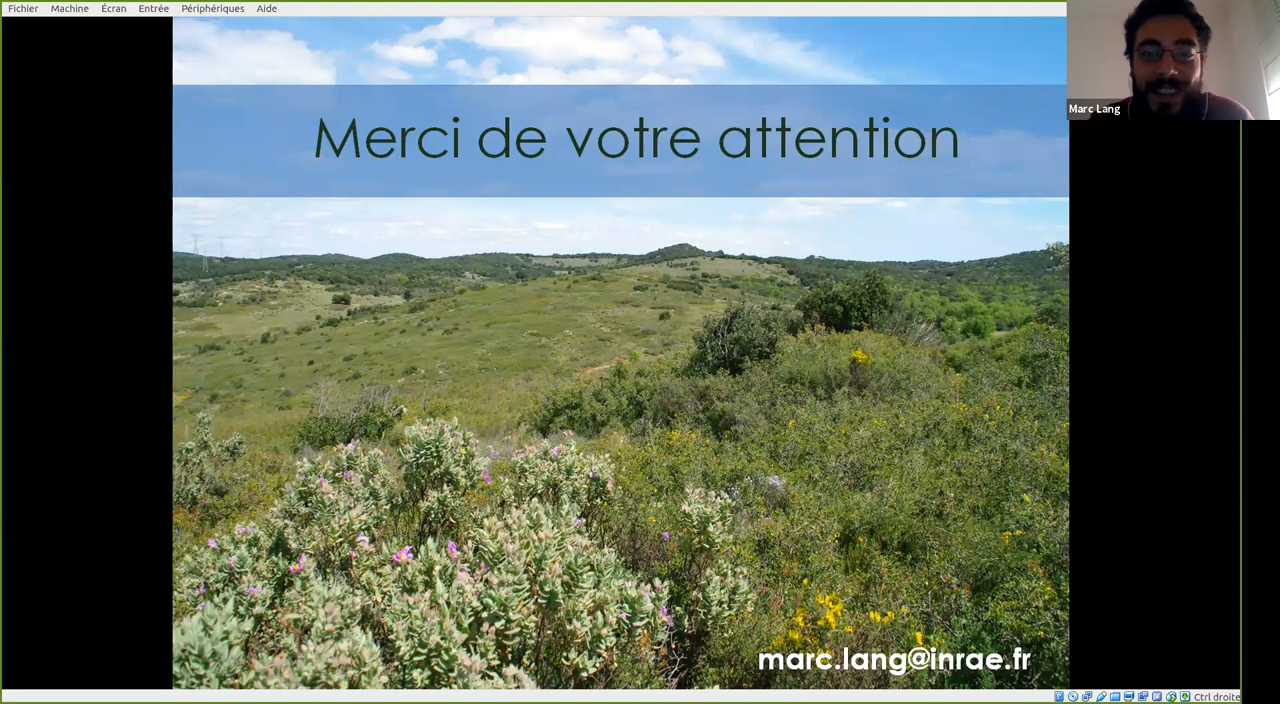 Fichier Machine Écran Entrée Périphériques Aide
Marc Lang
Merci de votre attention
marc.lang@inrae.fr
Ctrl droite